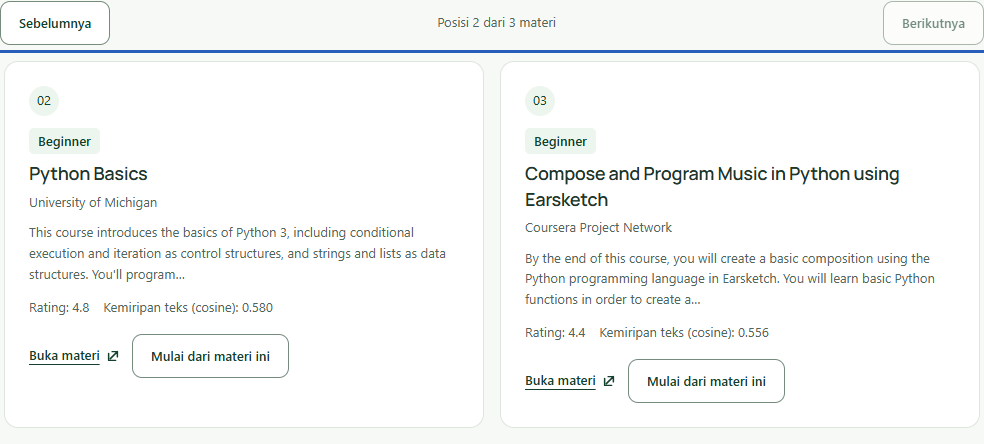 Sebelumnya
Posisi 2 dari 3 materi
Berikutnya
02
Beginner
Python Basics
University of Michigan
This course introduces the basics of Python 3, including conditional
execution and iteration as control structures, and strings and lists as data
structures. You'll program...
Rating: 4.8 Kemiripan teks (cosine): 0.580
Buka materi
Mulai dari materi ini
03
Beginner
Compose and Program Music in Python using
Earsketch
Coursera Project Network
By the end of this course, you will create a basic composition using the
Python programming language in Earsketch. You will learn basic Python
functions in order to create a...
Rating: 4.4 Kemiripan teks (cosine): 0.556
Buka materi
Mulai dari materi ini